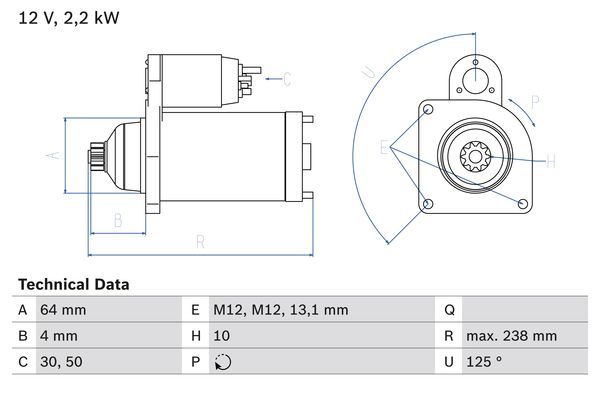 12 V, 2,2 kW
U
C
P
A
E
H
B
R
Technical Data
A 64 mm E M12, M12, 13,1 mm Q
B 4 mm H 10 R max. 238 mm
C 30, 50 P U 125 °